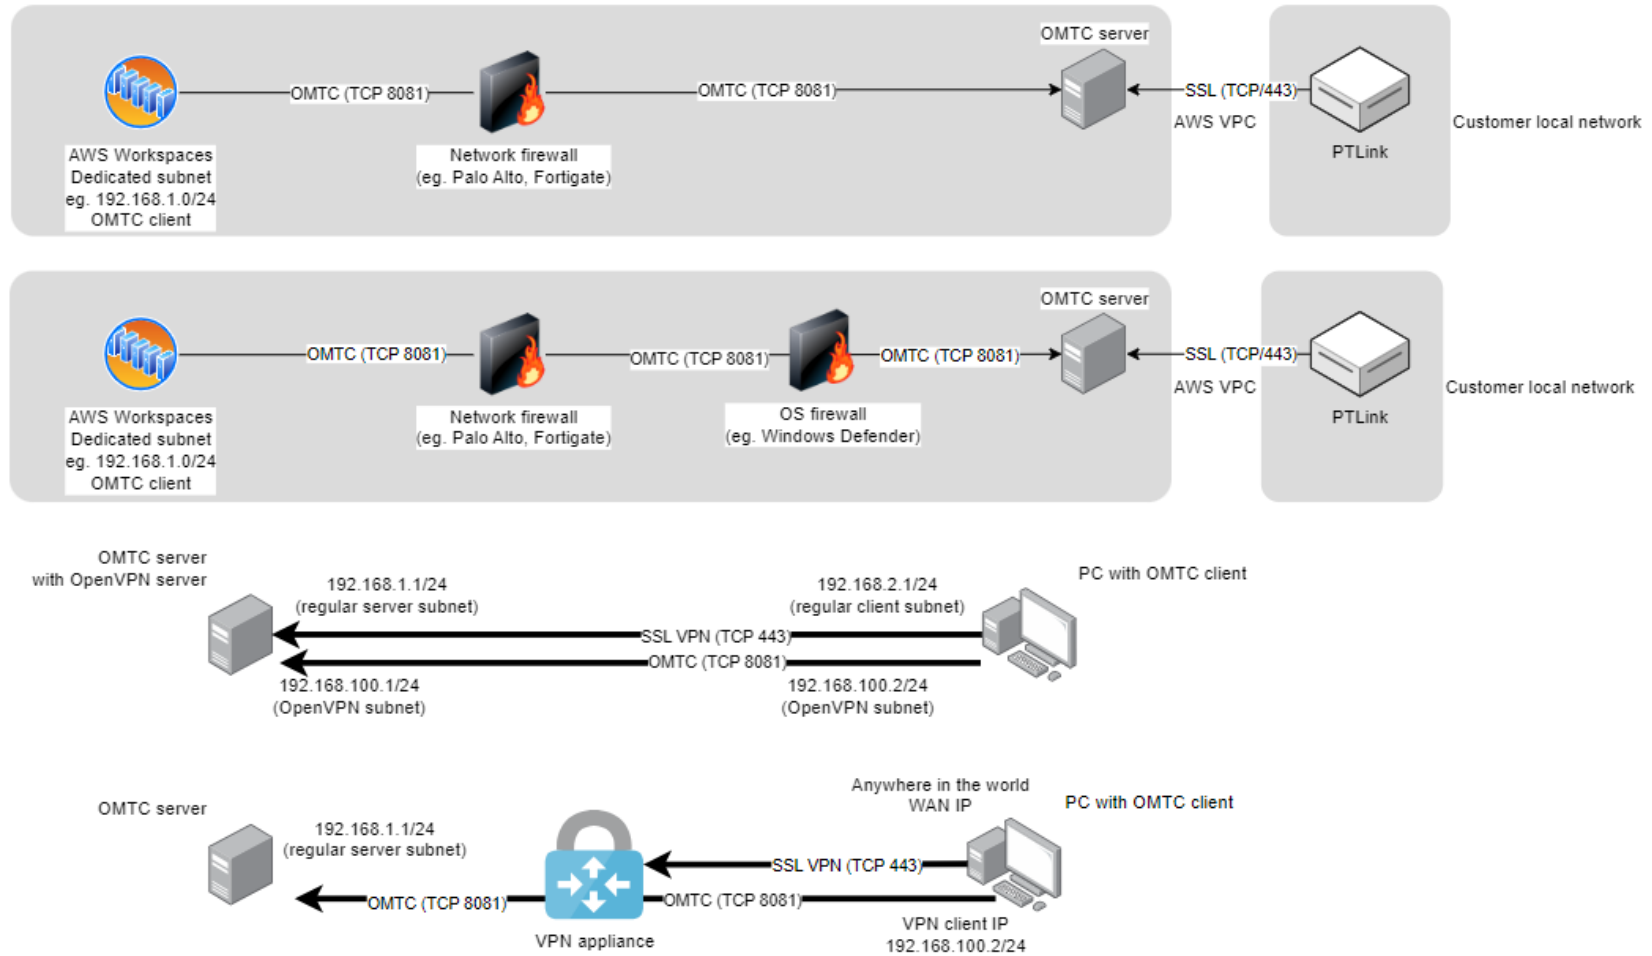 OMTC server
OMTC (TCP 8081)
OMTC (TCP 8081)
SSL (TCP/443)
AWS VPC
Customer local network
AWS Workspaces
Dedicated subnet
eg. 192.168.1.0/24
OMTC client
Network firewall
(eg. Palo Alto, Fortigate)
PTLink
OMTC server
OMTC (TCP 8081)
OMTC (TCP 8081)
OMTC (TCP 8081)
SSL (TCP/443)
AWS VPC
Customer local network
AWS Workspaces
Dedicated subnet
eg. 192.168.1.0/24
OMTC client
Network firewall
(eg. Palo Alto, Fortigate)
OS firewall
(eg. Windows Defender)
PTLink
OMTC server
with OpenVPN server
192.168.1.1/24
(regular server subnet)
192.168.2.1/24
(regular client subnet)
PC with OMTC client
SSL VPN (TCP 443)
OMTC (TCP 8081)
192.168.100.1/24
(OpenVPN subnet)
192.168.100.2/24
(OpenVPN subnet)
OMTC server
192.168.1.1/24
(regular server subnet)
Anywhere in the world
WAN IP
PC with OMTC client
SSL VPN (TCP 443)
OMTC (TCP 8081)
OMTC (TCP 8081)
VPN appliance
VPN client IP
192.168.100.2/24